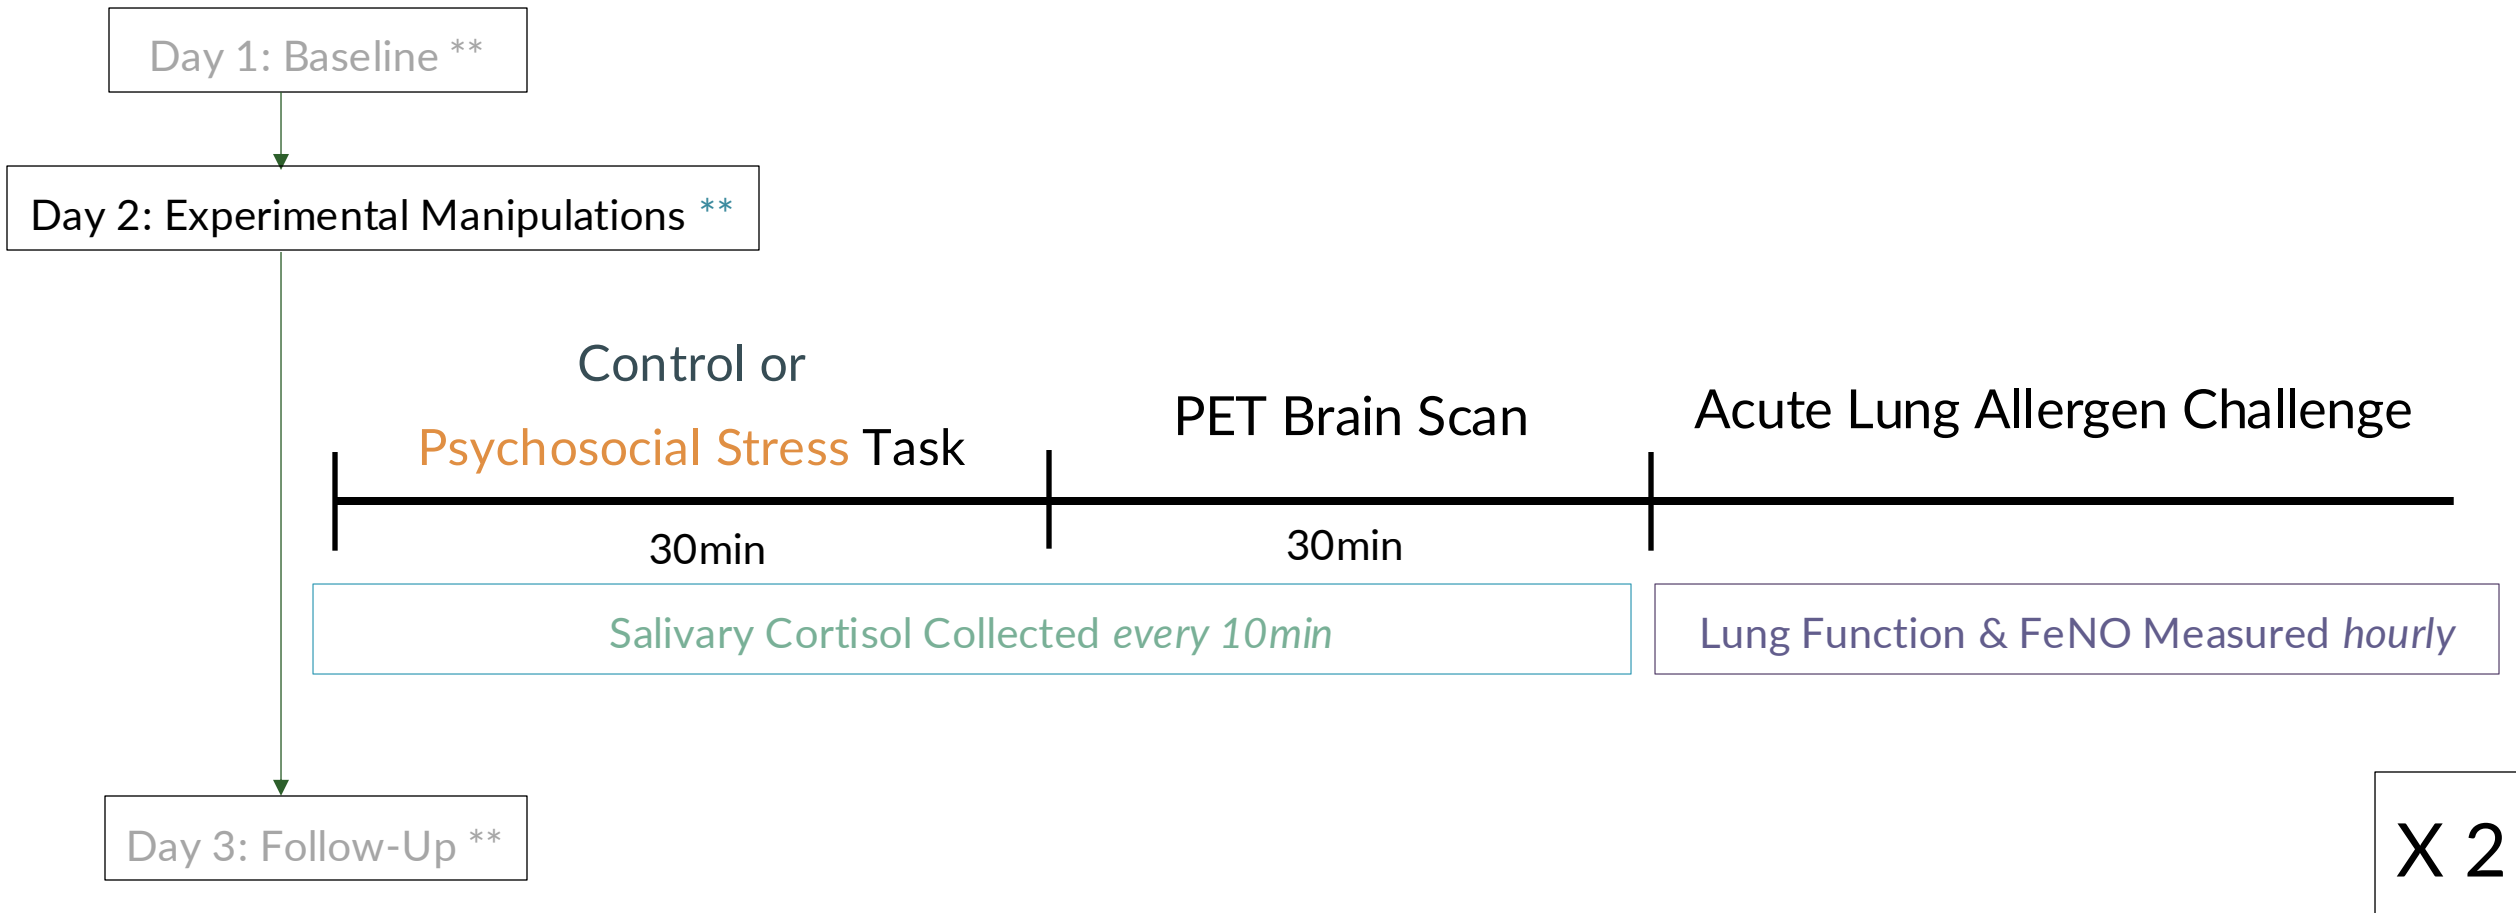 Day 1: Baseline **
Day 2: Experimental Manipulations **
Control or
Psychosocial Stress Task
PET Brain Scan
Acute Lung Allergen Challenge
30min
30min
Salivary Cortisol Collected every 10min
Lung Function & FeNO Measured hourly
Day 3: Follow-Up **
X 2